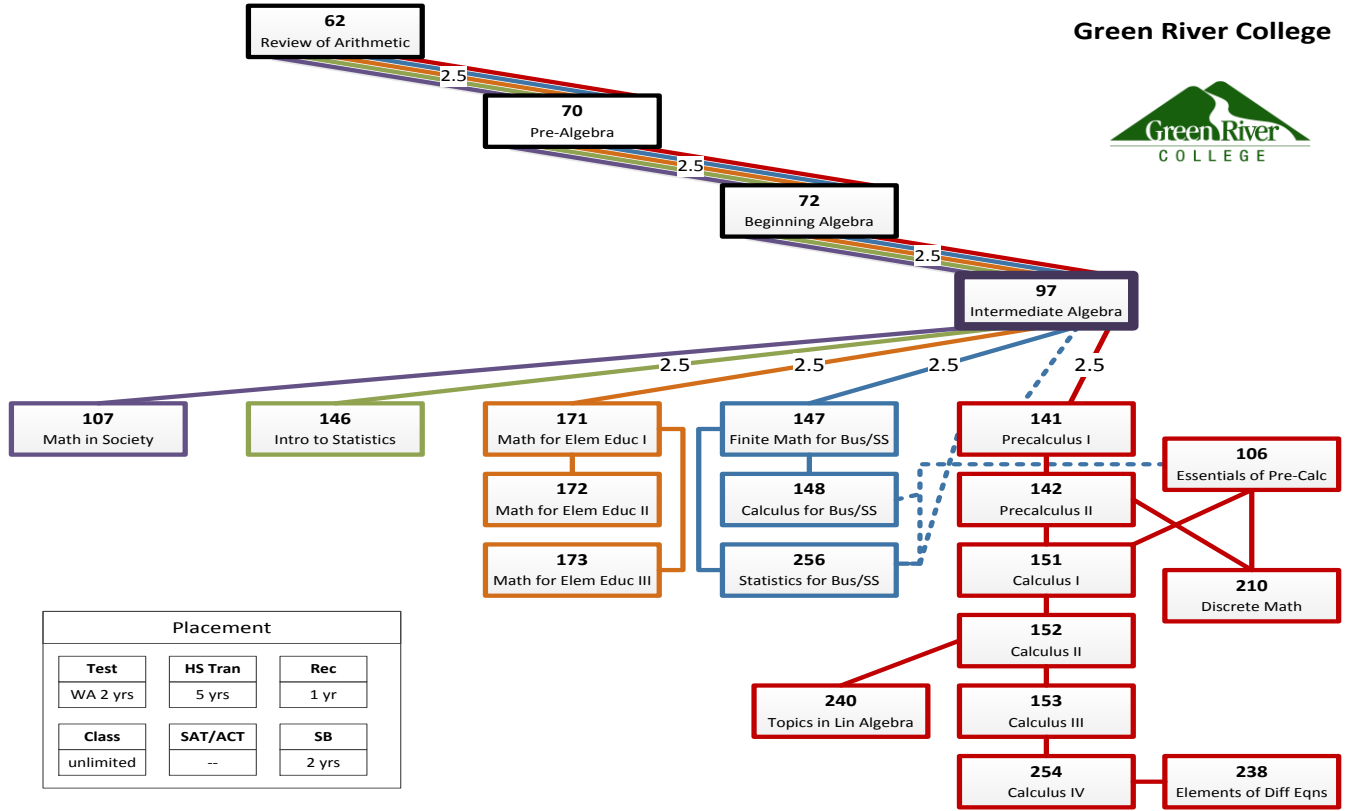 62
Review of Arithmetic
Green River College
2.5
70
Pre-Algebra
Green River
COLLEGE
2.5
72
Beginning Algebra
2.5
97
Intermediate Algebra
2.5
2.5
2.5
2.5
107
Math in Society
146
Intro to Statistics
171
Math for Elem Educ I
147
Finite Math for Bus/SS
141
Precalculus I
106
Essentials of Pre-Calc
172
Math for Elem Educ II
148
Calculus for Bus/SS
142
Precalculus II
173
Math for Elem Educ III
256
Statistics for Bus/SS
151
Calculus I
210
Discrete Math
152
Calculus II
240
Topics in Lin Algebra
153
Calculus III
254
Calculus IV
238
Elements of Diff Eqns
Placement
Test
WA 2 yrs
HS Tran
5 yrs
Rec
1 yr
Class
unlimited
SAT/ACT
--
SB
2 yrs